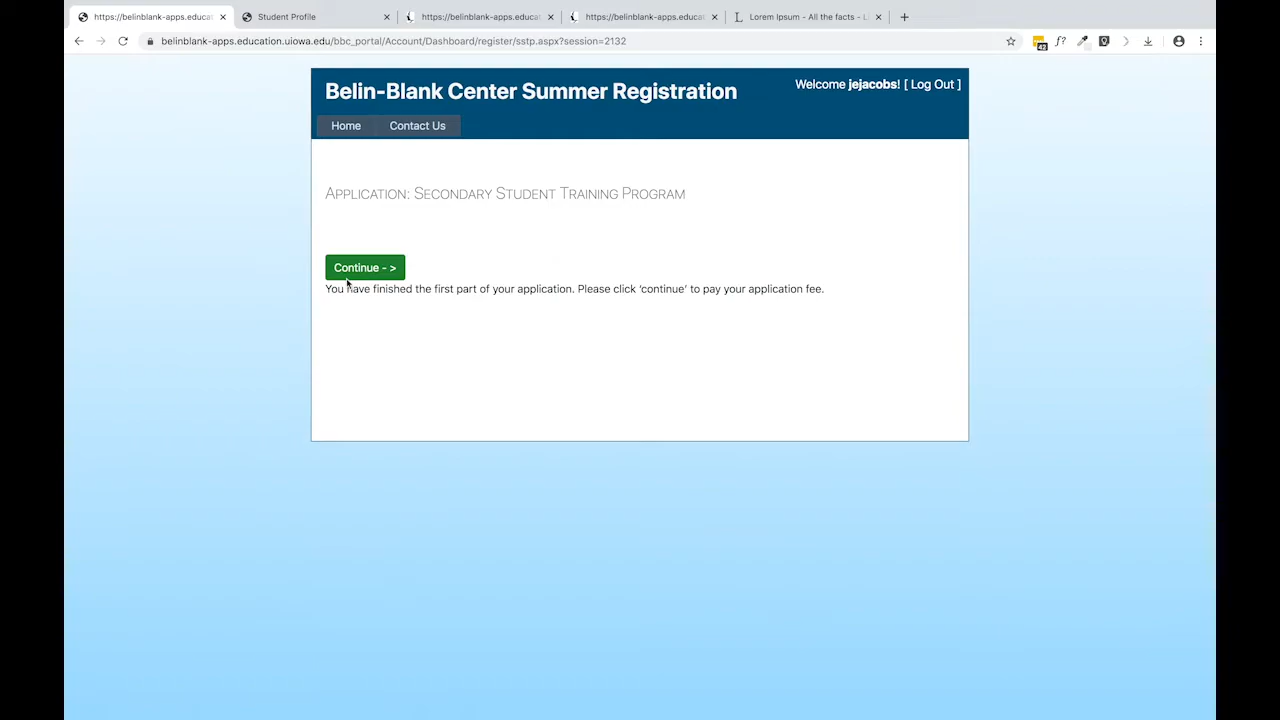 https://belinblank-apps.educat
Student Profile
https://belinblank-apps.educat
https://belinblank-apps.educat
Lorem Ipsum - All the facts - Li
belinblank-apps.education.uiowa.edu/bbc_portal/Account/Dashboard/register/sstp.aspx?session=2132
42
f?
Belin-Blank Center Summer Registration
Welcome jejacobs! [ Log Out ]
Home
Contact Us
Application: Secondary Student Training Program
Continue - >
You have finished the first part of your application. Please click ‘continue’ to pay your application fee.